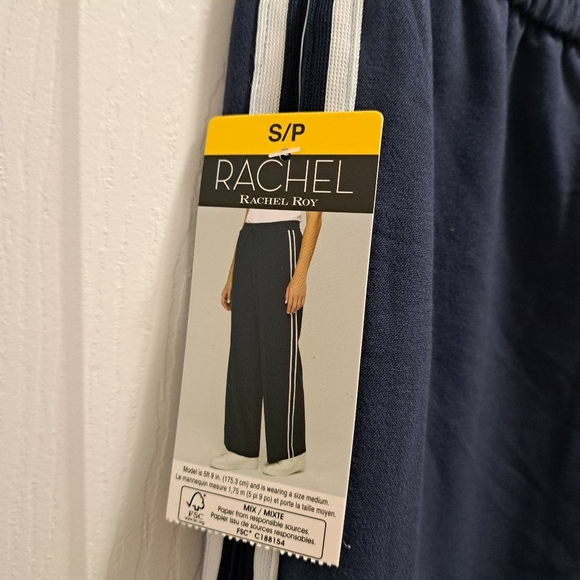 S/P
RACHEL
RACHEL ROY
Model is 5ft 9 in. (175.3 cm) and is wearing a size medium.
Le mannequin mesure 1,75 m (5 pi 9 po) et porte la taille moyen.
FSC
MIX / MIXTE
Paper from responsible sources.
Papier issu de sources responsables.
FSC® C188154